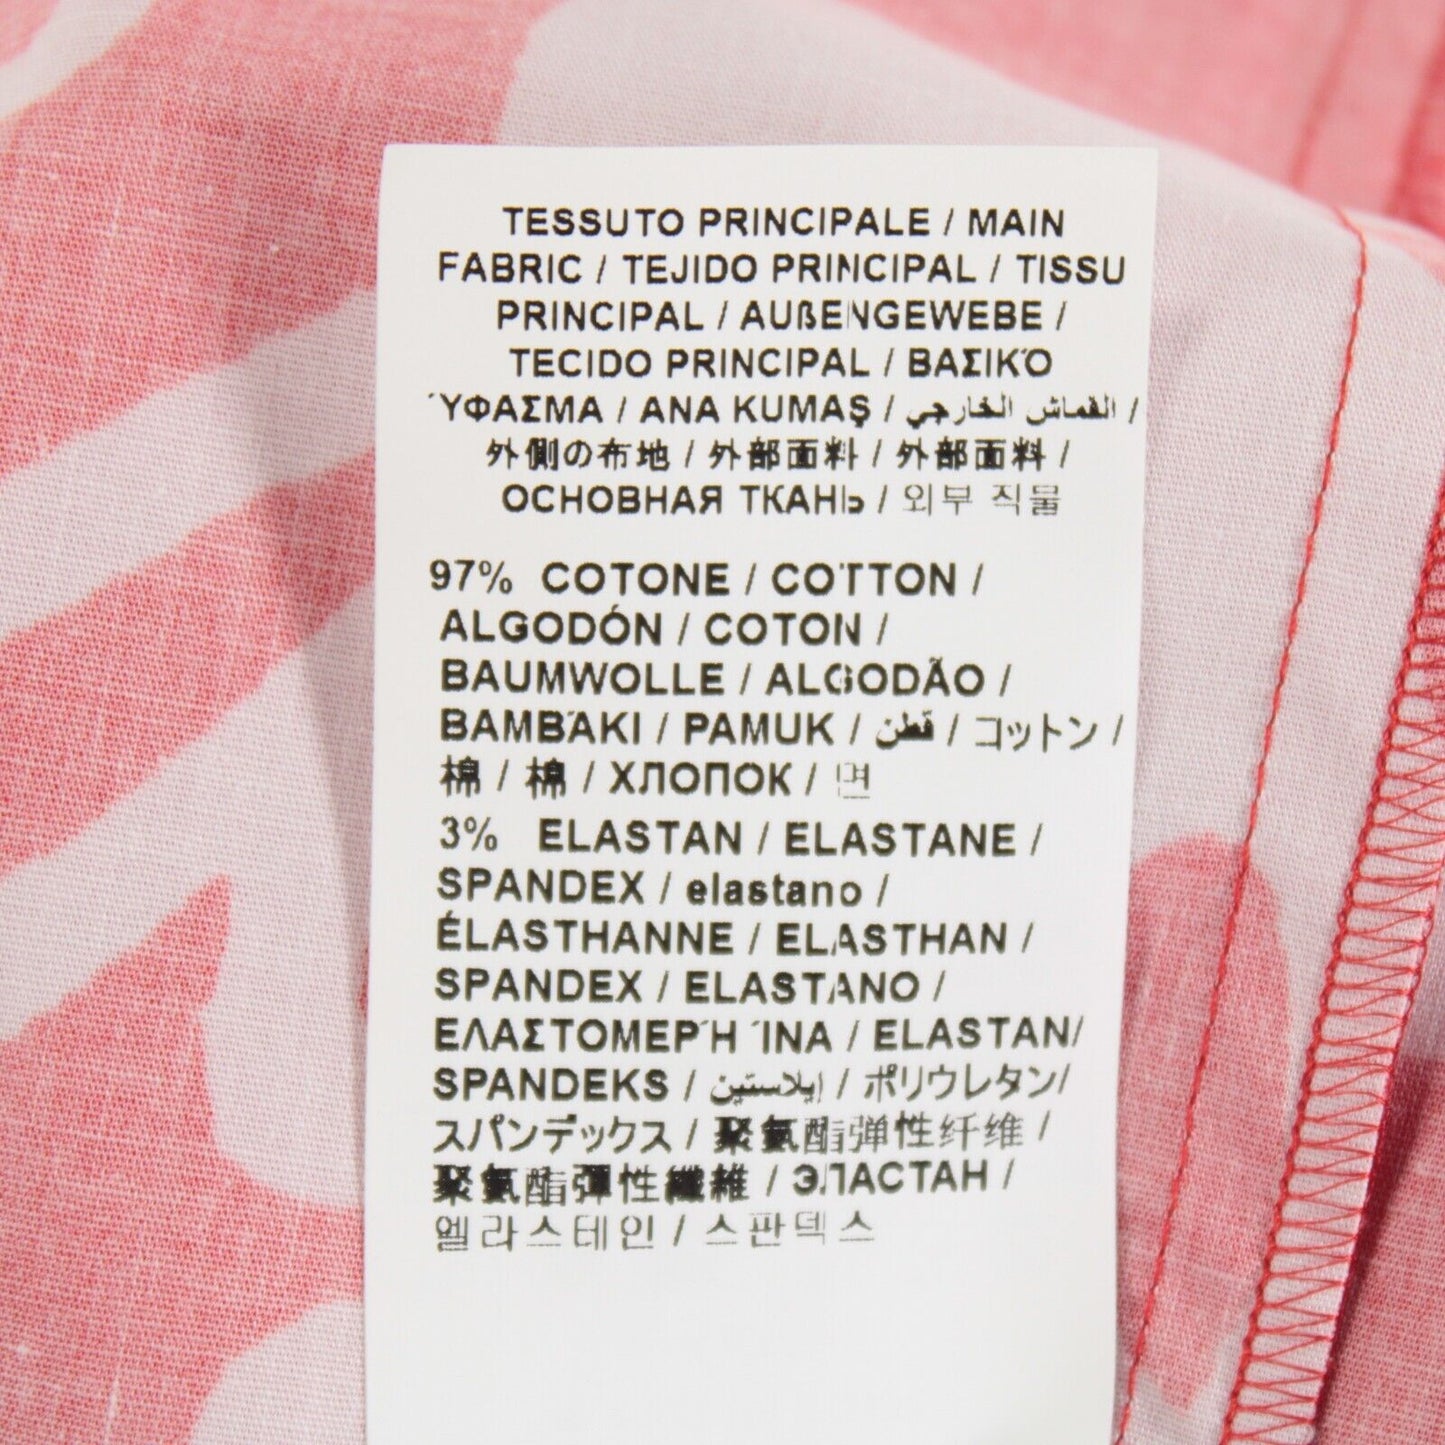 TESSUTO PRINCIPALE / MAIN
FABRIC / TEJIDO PRINCIPAL / TISSU
PRINCIPAL / AUßENGEWEBE /
TECIDO PRINCIPAL / ΒΑΣΙΚΌ
ΎΦΑΣΜΑ / ANA KUMAŞ / القماش الخارجي /
外側の布地 / 外部面料 / 外部面料 /
ОСНОВНАЯ ТКАНЬ / 외부 직물
97% COTONE / COTTON /
ALGODÓN / COTON /
BAUMWOLLE / ALGODÃO /
ΒΑΜΒΆΚΙ / PAMUK / قطن / コットン /
棉 / 棉 / ХЛОПОК / 면
3% ELASTAN / ELASTANE /
SPANDEX / elastano /
ÉLASTHANNE / ELASTHAN /
SPANDEX / ELASTANO /
ΕΛΑΣΤΟΜΕΡΉ ΊΝΑ / ELASTAN/
SPANDEKS / إيلاستين / ポリウレタン/
スパンデックス / 聚氨酯弹性纤维 /
聚氨酯彈性纖維 / ЭЛАСТАН /
엘라스테인 / 스판덱스